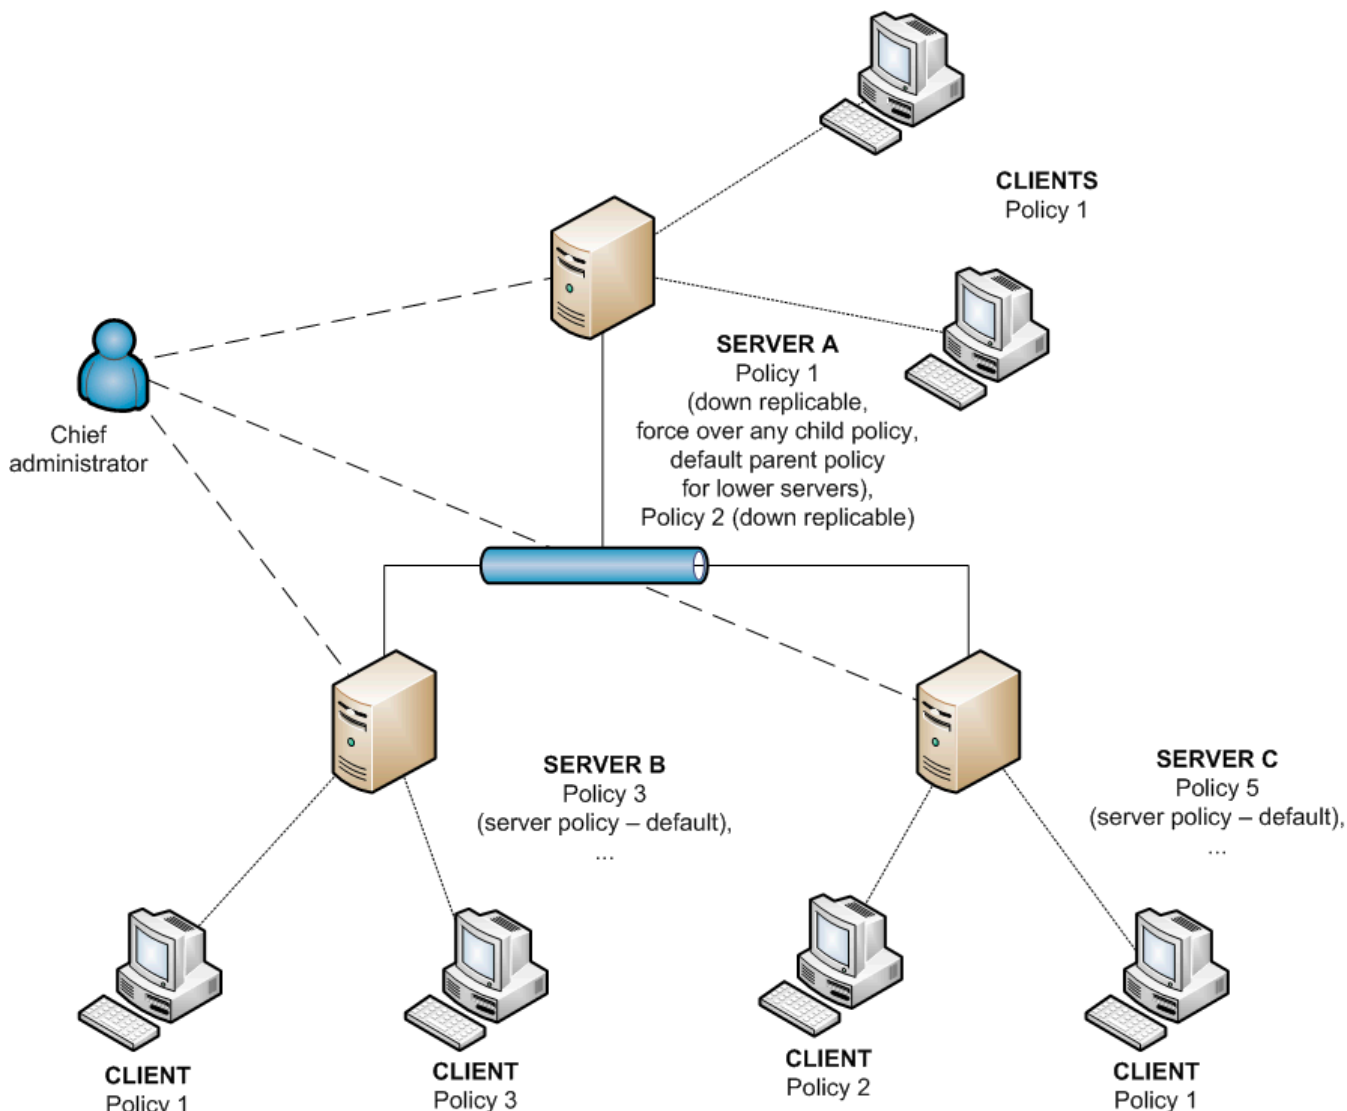 CLIENTS
Policy 1
SERVER A
Policy 1
(down replicable,
force over any child policy,
default parent policy
for lower servers),
Policy 2 (down replicable)
Chief
administrator
SERVER B
Policy 3
(server policy – default),
...
SERVER C
Policy 5
(server policy – default),
...
CLIENT
Policy 1
CLIENT
Policy 3
CLIENT
Policy 2
CLIENT
Policy 1